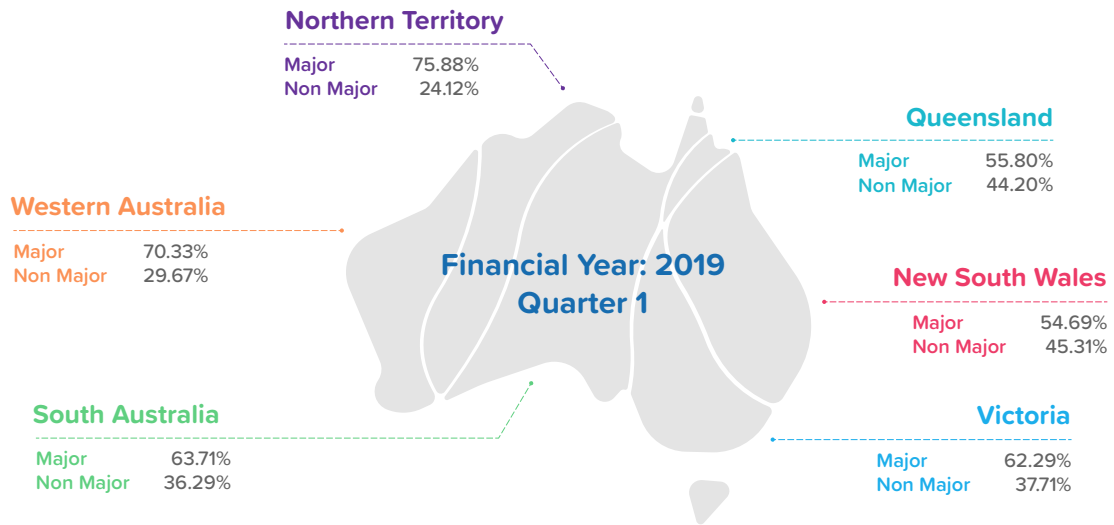 Northern Territory
Major 75.88%
Non Major 24.12%
Queensland
Major 55.80%
Non Major 44.20%
Western Australia
Major 70.33%
Non Major 29.67%
Financial Year: 2019
Quarter 1
New South Wales
Major 54.69%
Non Major 45.31%
South Australia
Major 63.71%
Non Major 36.29%
Victoria
Major 62.29%
Non Major 37.71%